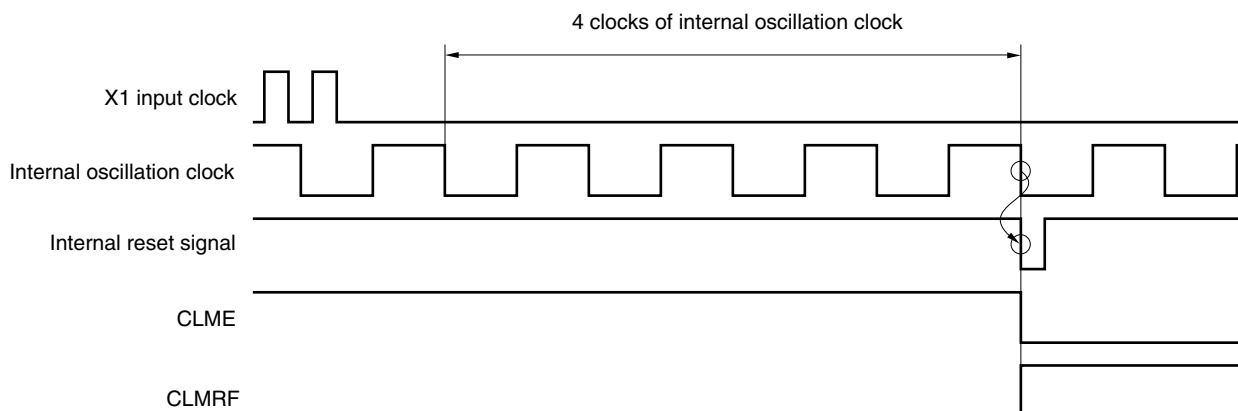 4 clocks of internal oscillation clock
X1 input clock
Internal oscillation clock
Internal reset signal
CLME
CLMRF